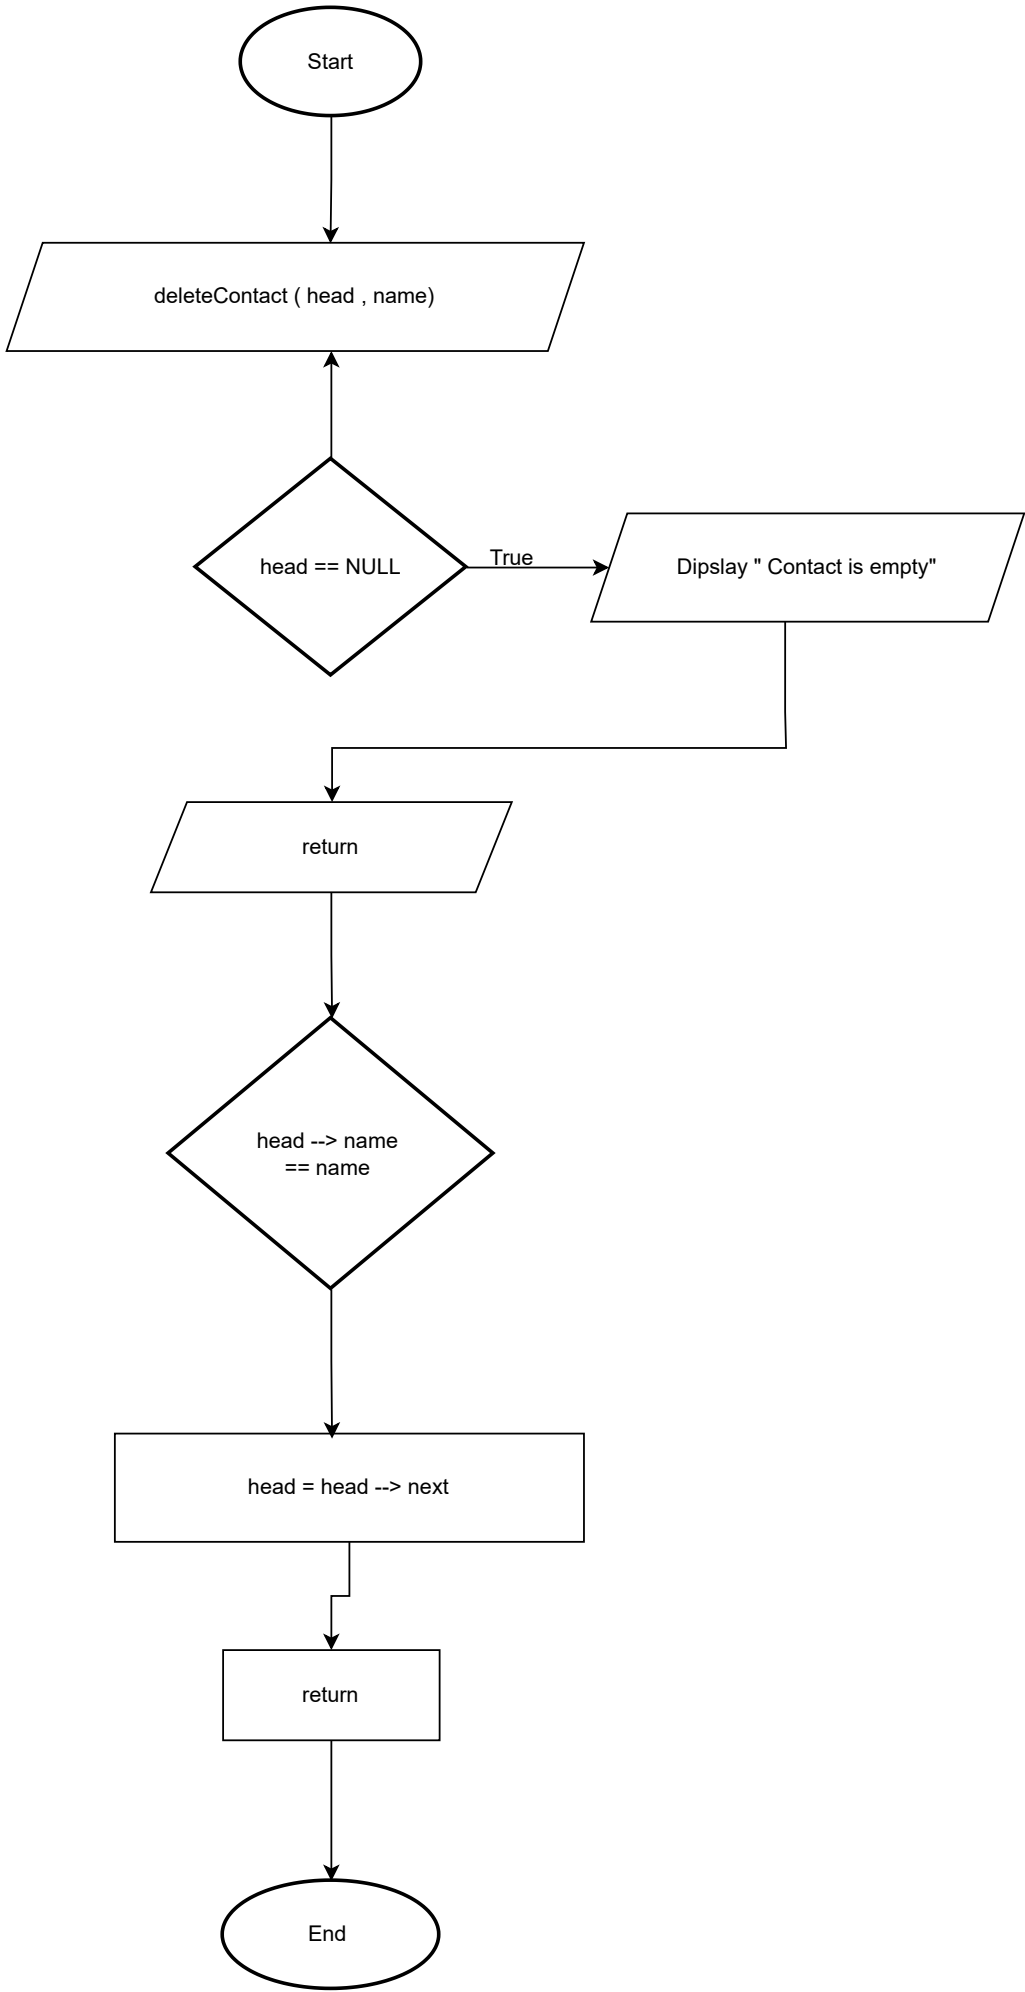 Start
deleteContact ( head , name)
head == NULL
True
Dipslay " Contact is empty"
return
head --> name
== name
head = head --> next
return
End